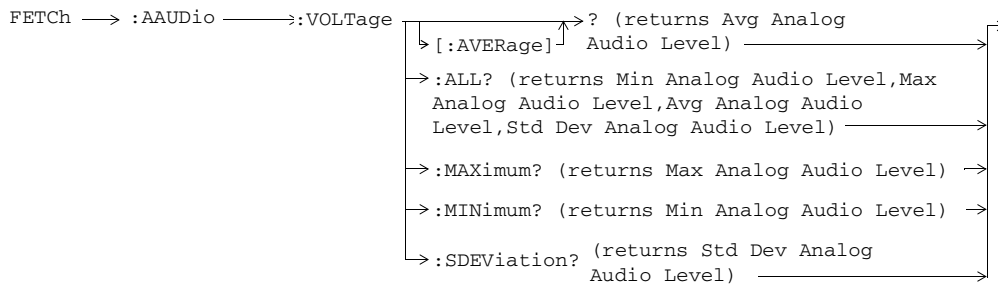 FETCh :AAUDio :VOLTage ? (returns Avg Analog
[:AVERage] Audio Level)
:ALL? (returns Min Analog Audio Level,Max
Analog Audio Level,Avg Analog Audio
Level,Std Dev Analog Audio Level)
:MAXimum? (returns Max Analog Audio Level)
:MINimum? (returns Min Analog Audio Level)
:SDEViation? (returns Std Dev Analog
Audio Level)